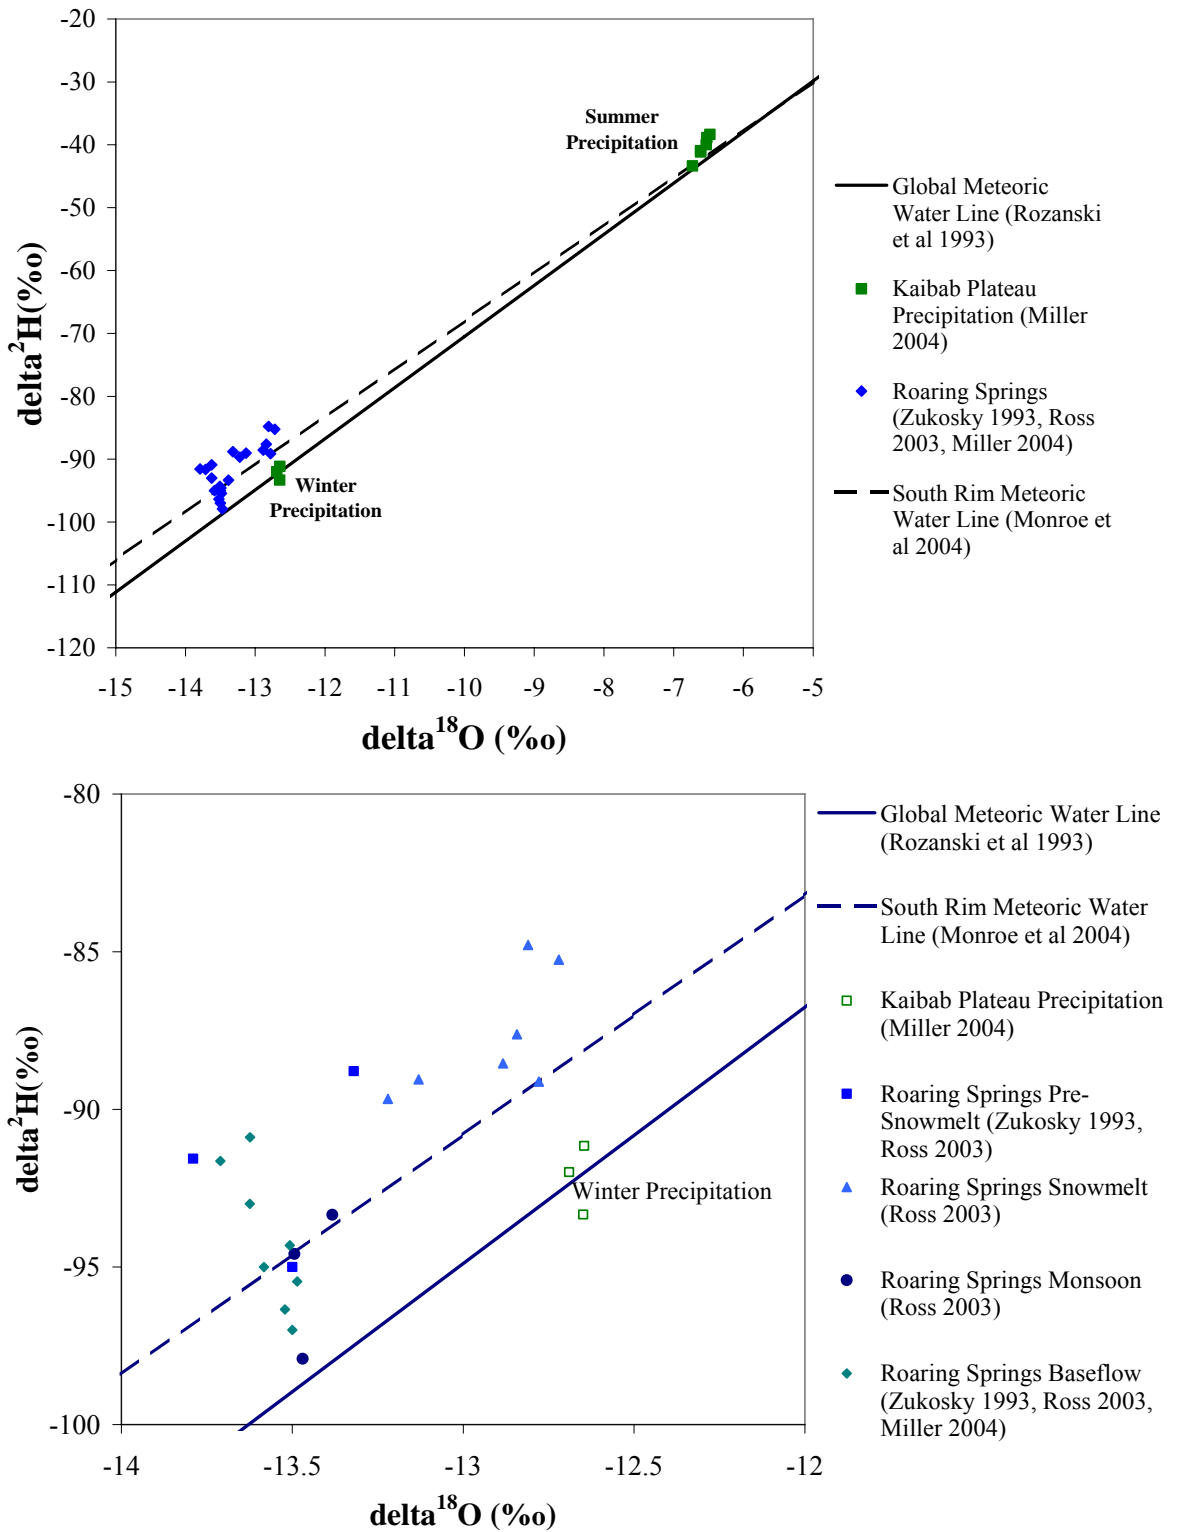 -20
-30
-40
-50
-60
-70
-80
-90
-100
-110
-120
delta²H(‰)
Summer
Precipitation
Winter
Precipitation
-15 -14 -13 -12 -11 -10 -9 -8 -7 -6 -5
delta¹⁸O (‰)
Global Meteoric
Water Line (Rozanski
et al 1993)
Kaibab Plateau
Precipitation (Miller
2004)
Roaring Springs
(Zukosky 1993, Ross
2003, Miller 2004)
South Rim Meteoric
Water Line (Monroe et
al 2004)
-80
-85
-90
-95
-100
delta²H(‰)
Winter Precipitation
-14 -13.5 -13 -12.5 -12
delta¹⁸O (‰)
Global Meteoric Water Line
(Rozanski et al 1993)
South Rim Meteoric Water
Line (Monroe et al 2004)
Kaibab Plateau Precipitation
(Miller 2004)
Roaring Springs Pre-
Snowmelt (Zukosky 1993,
Ross 2003)
Roaring Springs Snowmelt
(Ross 2003)
Roaring Springs Monsoon
(Ross 2003)
Roaring Springs Baseflow
(Zukosky 1993, Ross 2003,
Miller 2004)